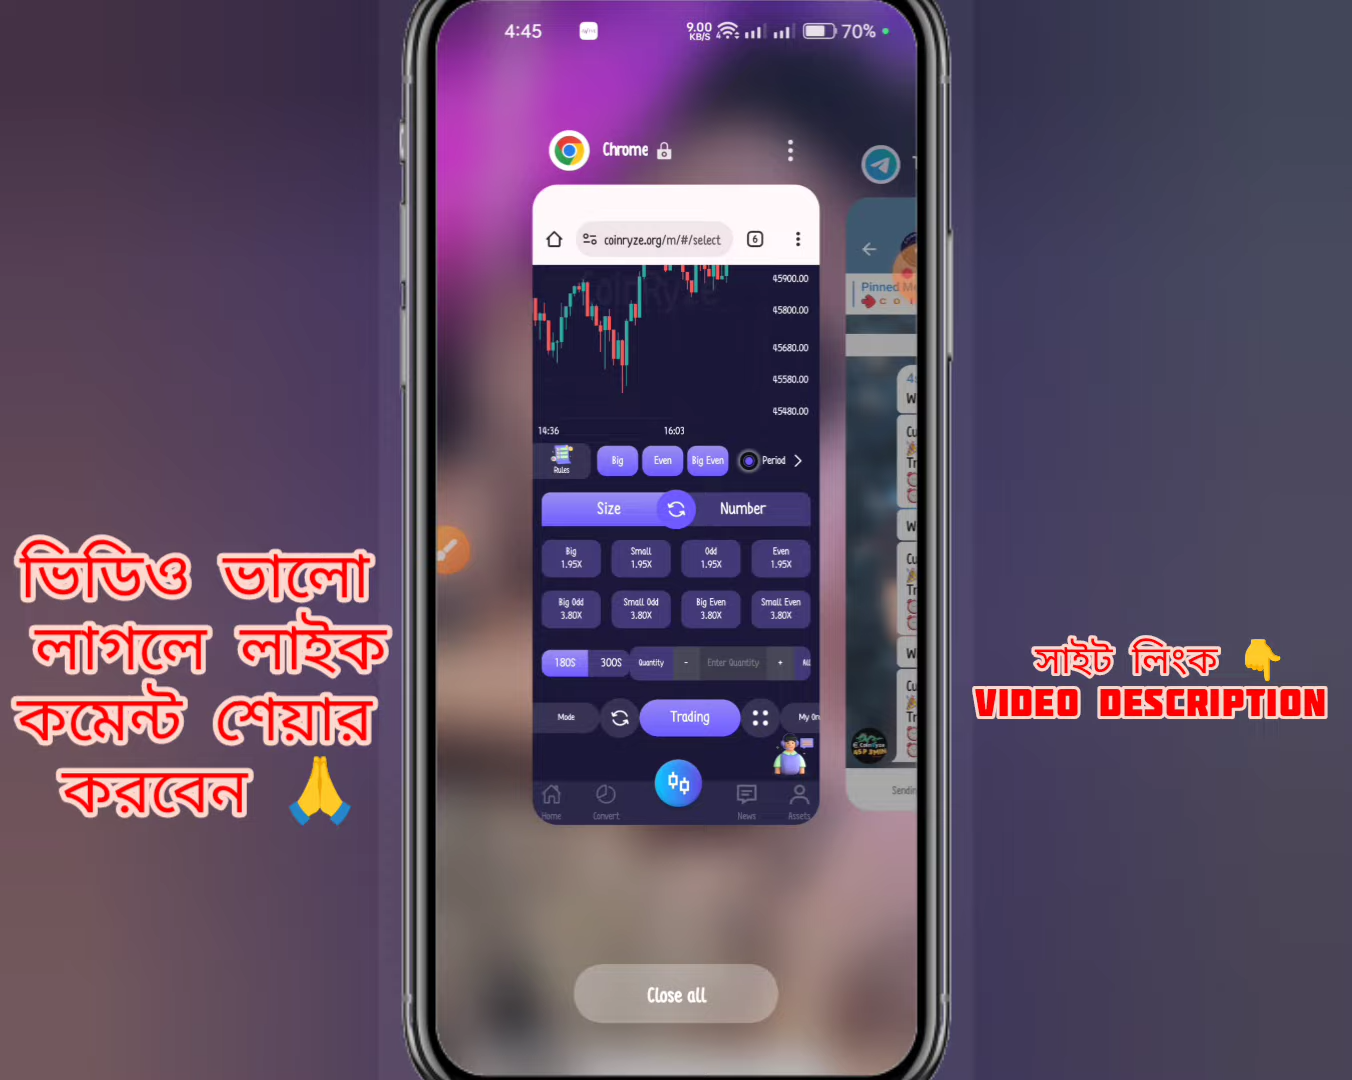 4:45
9.00
KB/S
70%
Chrome
coinryze.org/m/#/select
6
Pinned
CoinRyze
45900.00
45800.00
45680.00
45580.00
45480.00
14:36
16:03
Rules
Big
Even
Big Even
Period
Size
Number
Big
1.95X
Small
1.95X
Odd
1.95X
Even
1.95X
Big Odd
3.80X
Small Odd
3.80X
Big Even
3.80X
Small Even
3.80X
180S
300S
Quantity
-
Enter Quantity
+
Mode
Trading
My
Home
Convert
News
Assets
Close all
ভিডিও ভালো
লাগলে লাইক
কমেন্ট শেয়ার
করবেন 🙏
সাইট লিংক 👇
VIDEO DESCRIPTION